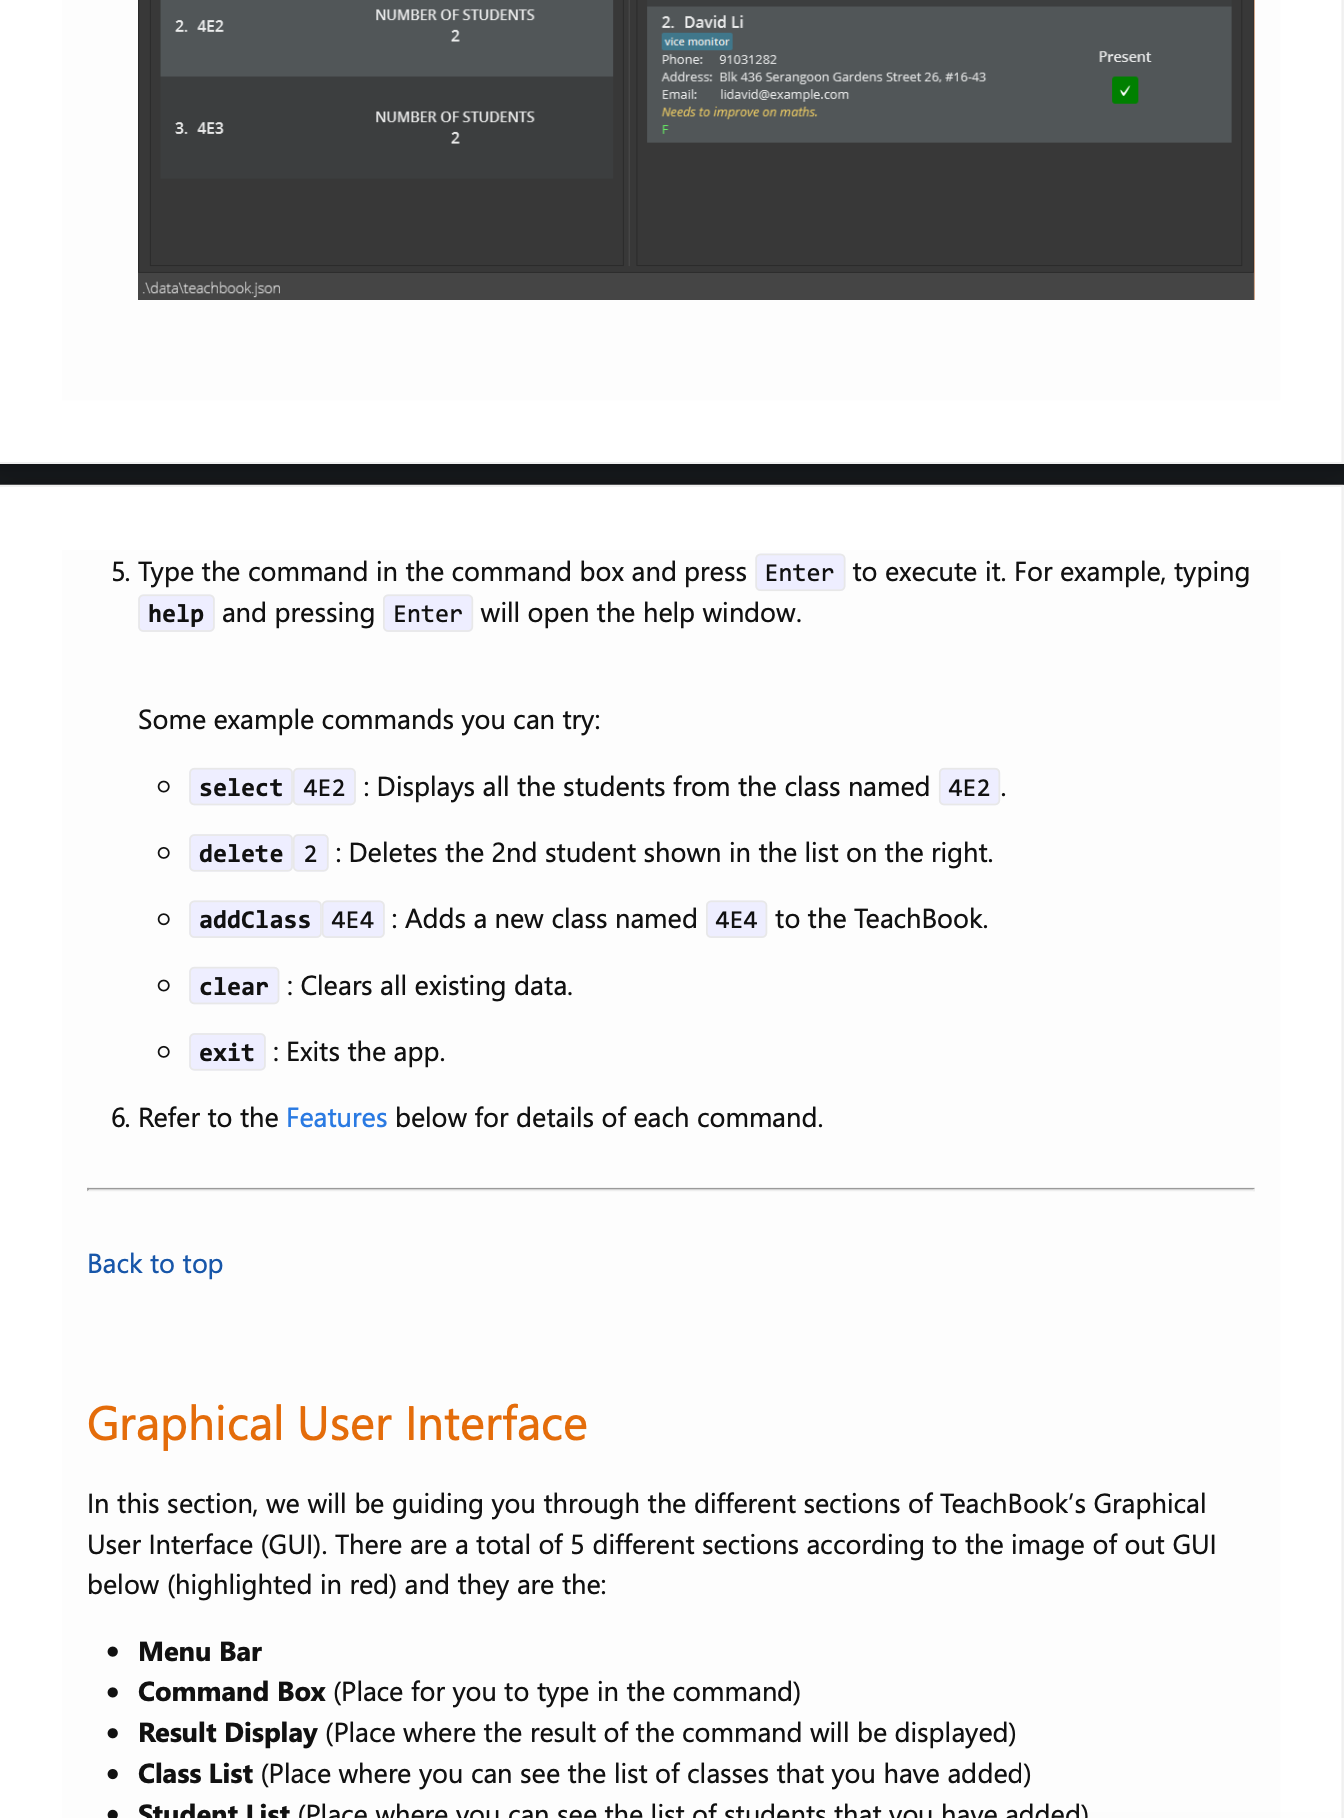 2. 4E2
NUMBER OF STUDENTS
2
3. 4E3
NUMBER OF STUDENTS
2
2. David Li
vice monitor
Phone: 91031282
Address: Blk 436 Serangoon Gardens Street 26, #16-43
Email: lidavid@example.com
Needs to improve on maths.
F
Present
.\data\teachbook.json
5. Type the command in the command box and press Enter to execute it. For example, typing
help and pressing Enter will open the help window.
Some example commands you can try:
select 4E2 : Displays all the students from the class named 4E2.
delete 2 : Deletes the 2nd student shown in the list on the right.
addClass 4E4 : Adds a new class named 4E4 to the TeachBook.
clear : Clears all existing data.
exit : Exits the app.
6. Refer to the Features below for details of each command.
Back to top
Graphical User Interface
In this section, we will be guiding you through the different sections of TeachBook’s Graphical
User Interface (GUI). There are a total of 5 different sections according to the image of out GUI
below (highlighted in red) and they are the:
• Menu Bar
• Command Box (Place for you to type in the command)
• Result Display (Place where the result of the command will be displayed)
• Class List (Place where you can see the list of classes that you have added)
• Student List (Place where you can see the list of students that you have added)